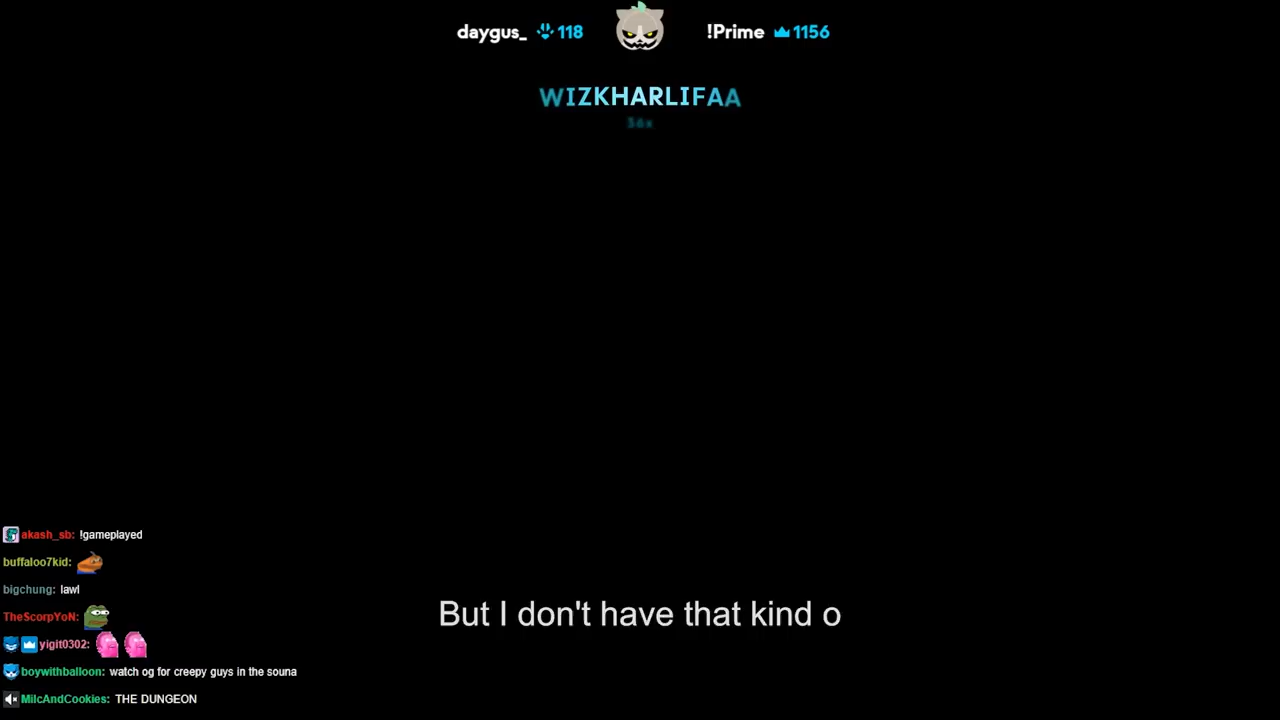 daygus_ 118 !Prime 1156
WIZKHARLIFAA
36x
akash_sb: !gameplayed
buffaloo7kid:
bigchung: lawl
TheScorpYoN:
yigit0302:
boywithballoon: watch og for creepy guys in the souna
MilcAndCookies: THE DUNGEON
But I don't have that kind o